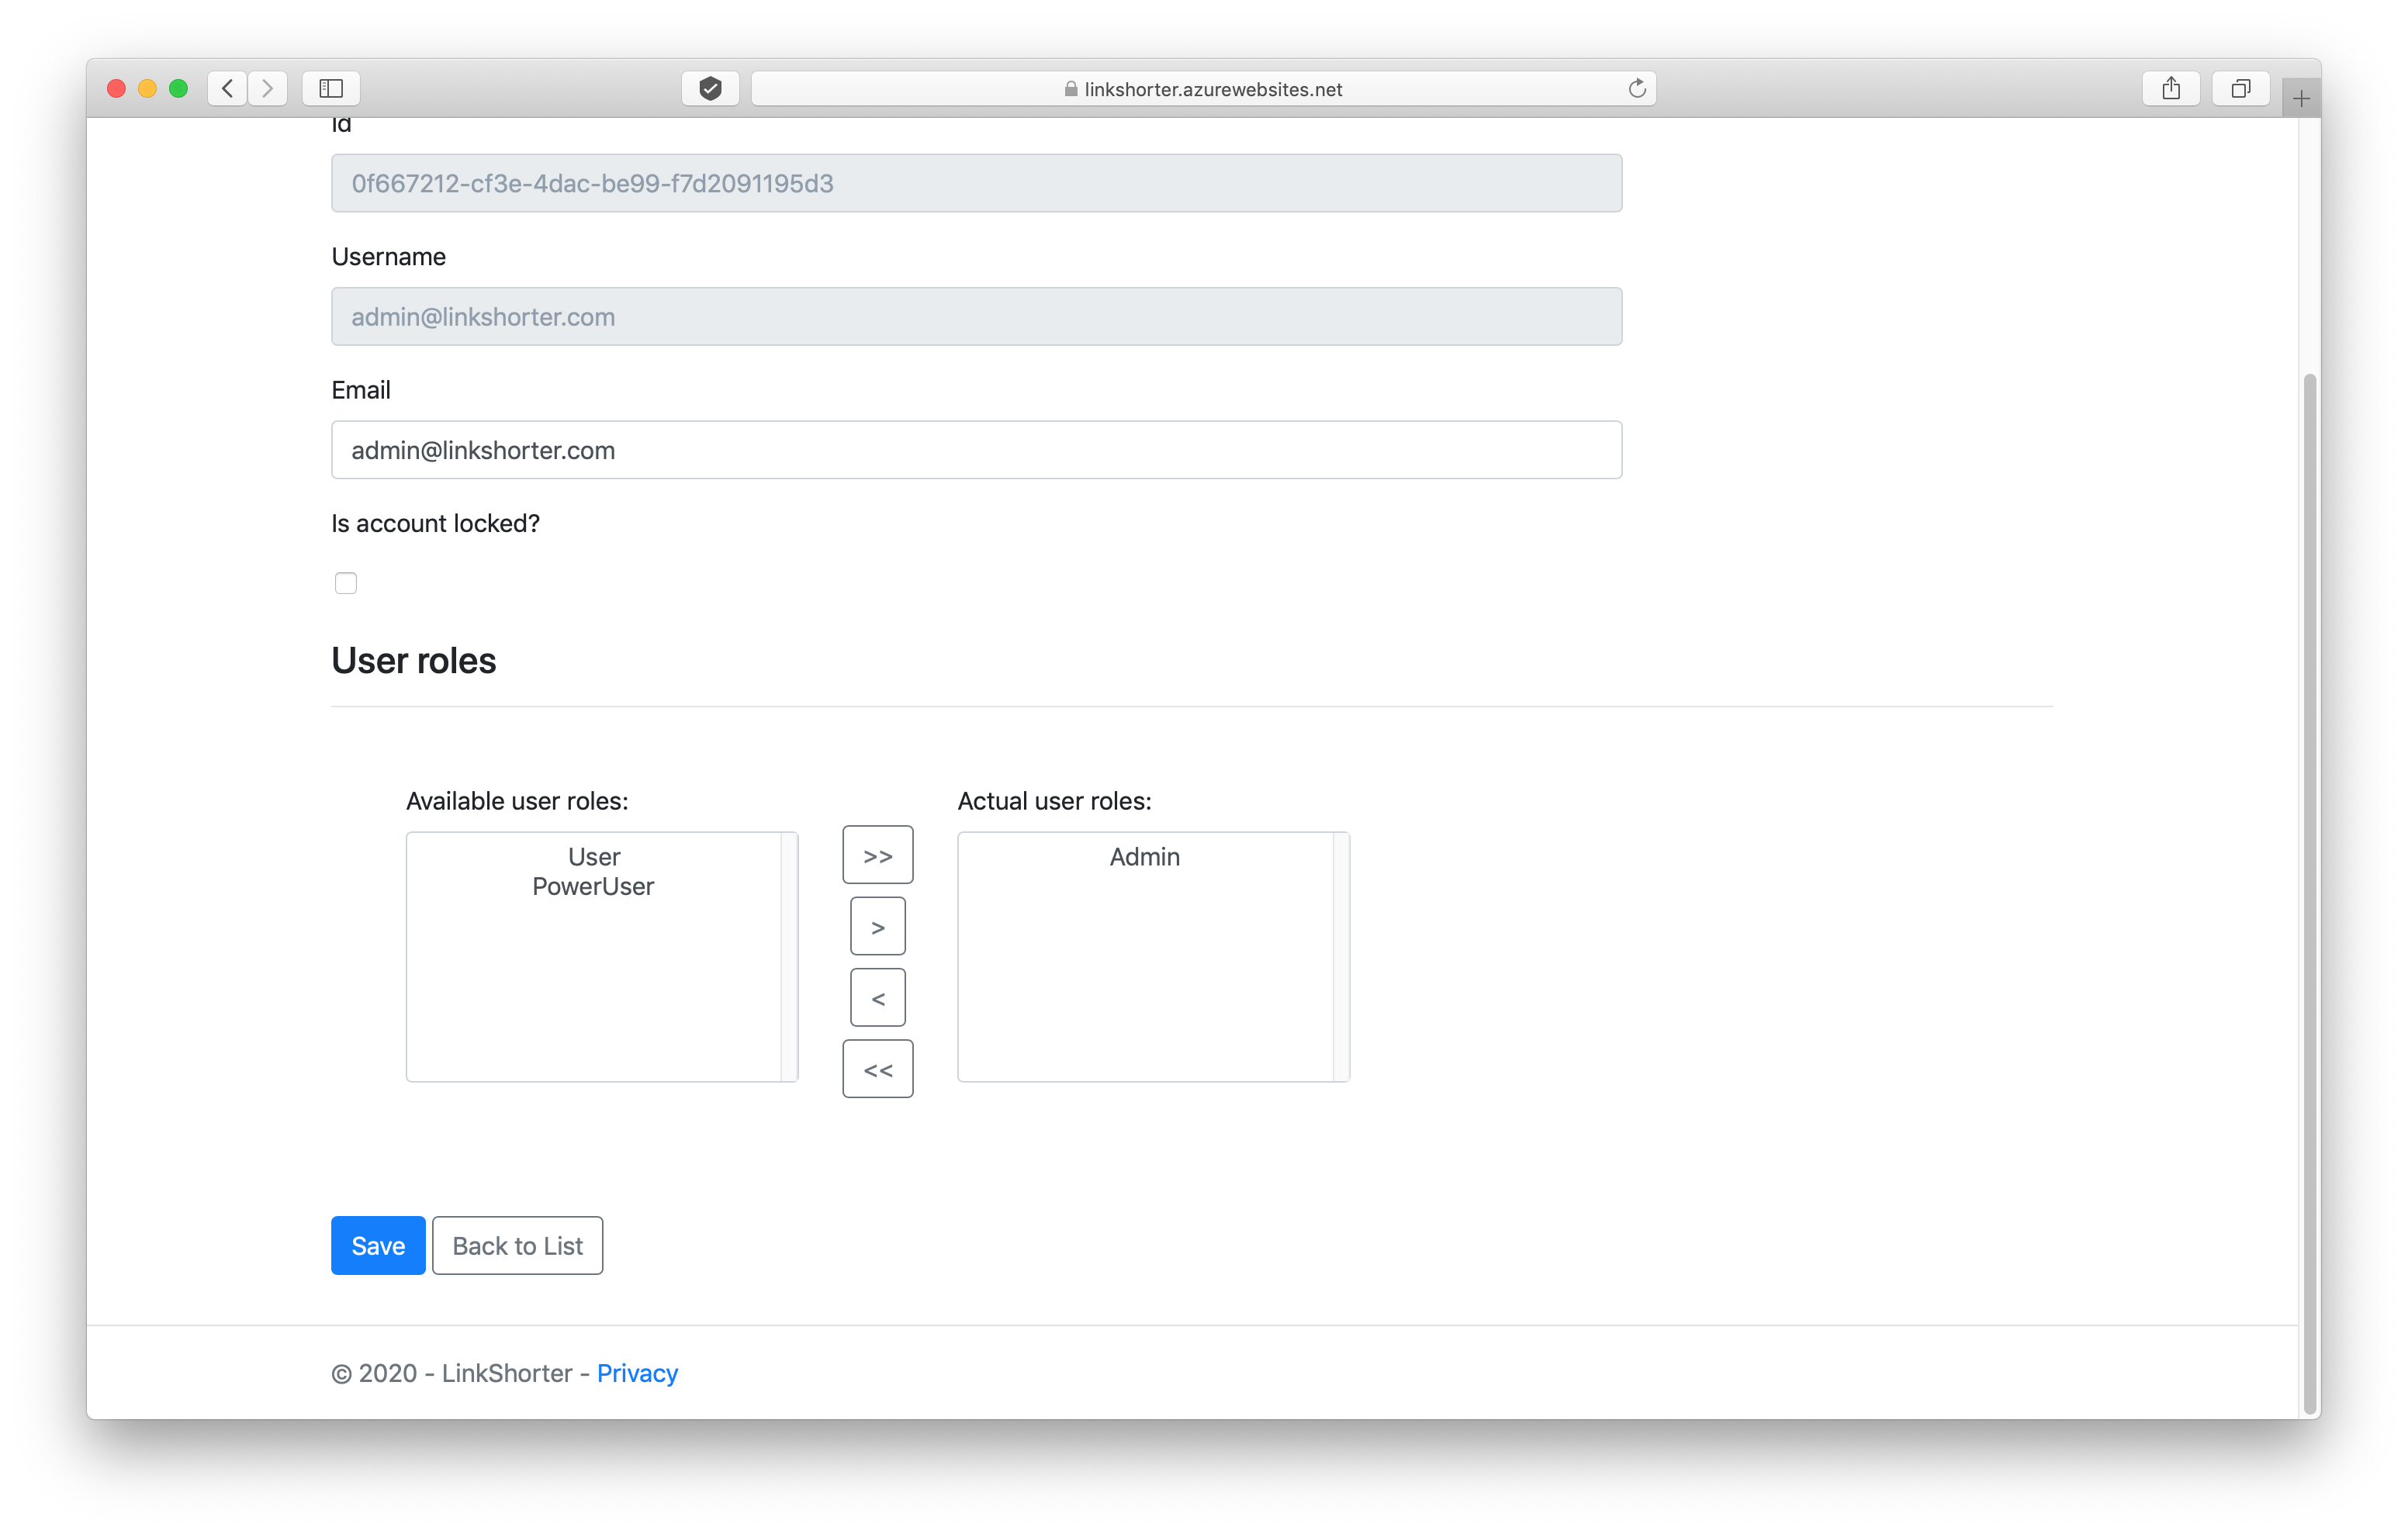 linkshorter.azurewebsites.net
Id
0f667212-cf3e-4dac-be99-f7d2091195d3
Username
admin@linkshorter.com
Email
admin@linkshorter.com
Is account locked?
User roles
Available user roles:
User
PowerUser
>>
>
<
<<
Actual user roles:
Admin
Save
Back to List
© 2020 - LinkShorter - Privacy